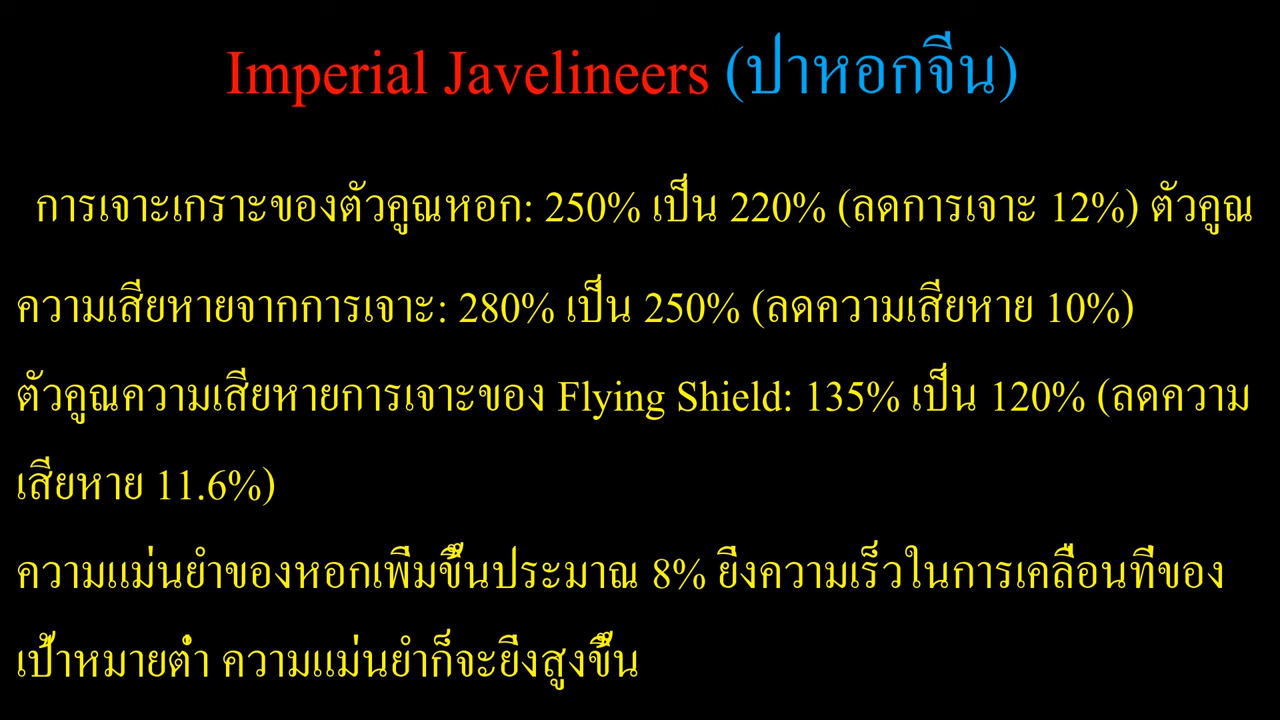 Imperial Javelineers (ปาหอกจีน)
การเจาะเกราะของตัวคูณหอก: 250% เป็น 220% (ลดการเจาะ 12%) ตัวคูณ
ความเสียหายจากการเจาะ: 280% เป็น 250% (ลดความเสียหาย 10%)
ตัวคูณความเสียหายการเจาะของ Flying Shield: 135% เป็น 120% (ลดความ
เสียหาย 11.6%)
ความแม่นยำของหอกเพิ่มขึ้นประมาณ 8% ยิ่งความเร็วในการเคลื่อนที่ของ
เป้าหมายต่ำ ความแม่นยำก็จะยิ่งสูงขึ้น